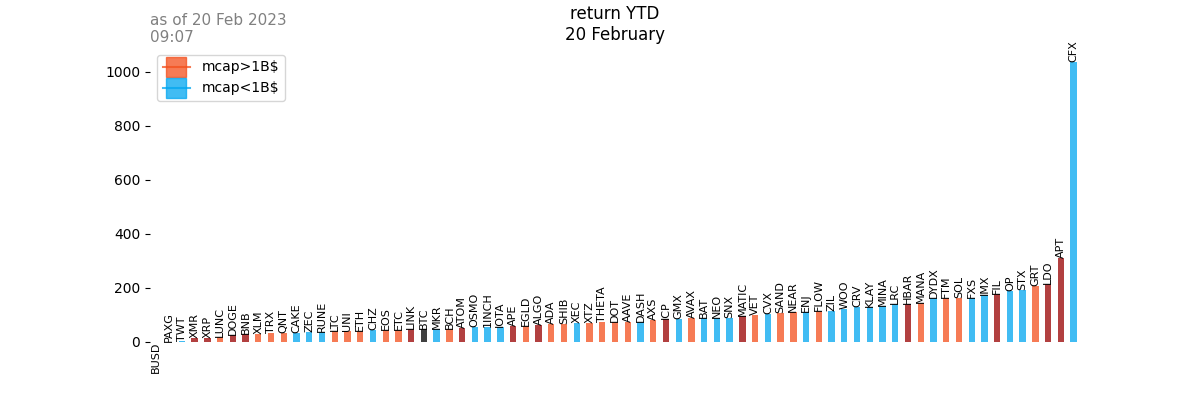 as of 20 Feb 2023
09:07
return YTD
20 February
mcap>1B$
mcap<1B$
1000
800
600
400
200
0
BUSD
PAXG
TWT
XMR
XRP
LUNC
DOGE
BNB
XLM
TRX
QNT
CAKE
ZEC
RUNE
LTC
UNI
ETH
CHZ
EOS
ETC
LINK
BTC
MKR
BCH
ATOM
OSMO
1INCH
IOTA
APE
EGLD
ALGO
ADA
SHIB
XEC
XTZ
THETA
DOT
AAVE
DASH
AXS
ICP
GMX
AVAX
BAT
NEO
SNX
MATIC
VET
CVX
SAND
NEAR
ENJ
FLOW
ZIL
WOO
CRV
KLAY
MINA
LRC
HBAR
MANA
DYDX
FTM
SOL
FXS
IMX
FIL
OP
STX
GRT
LDO
APT
CFX